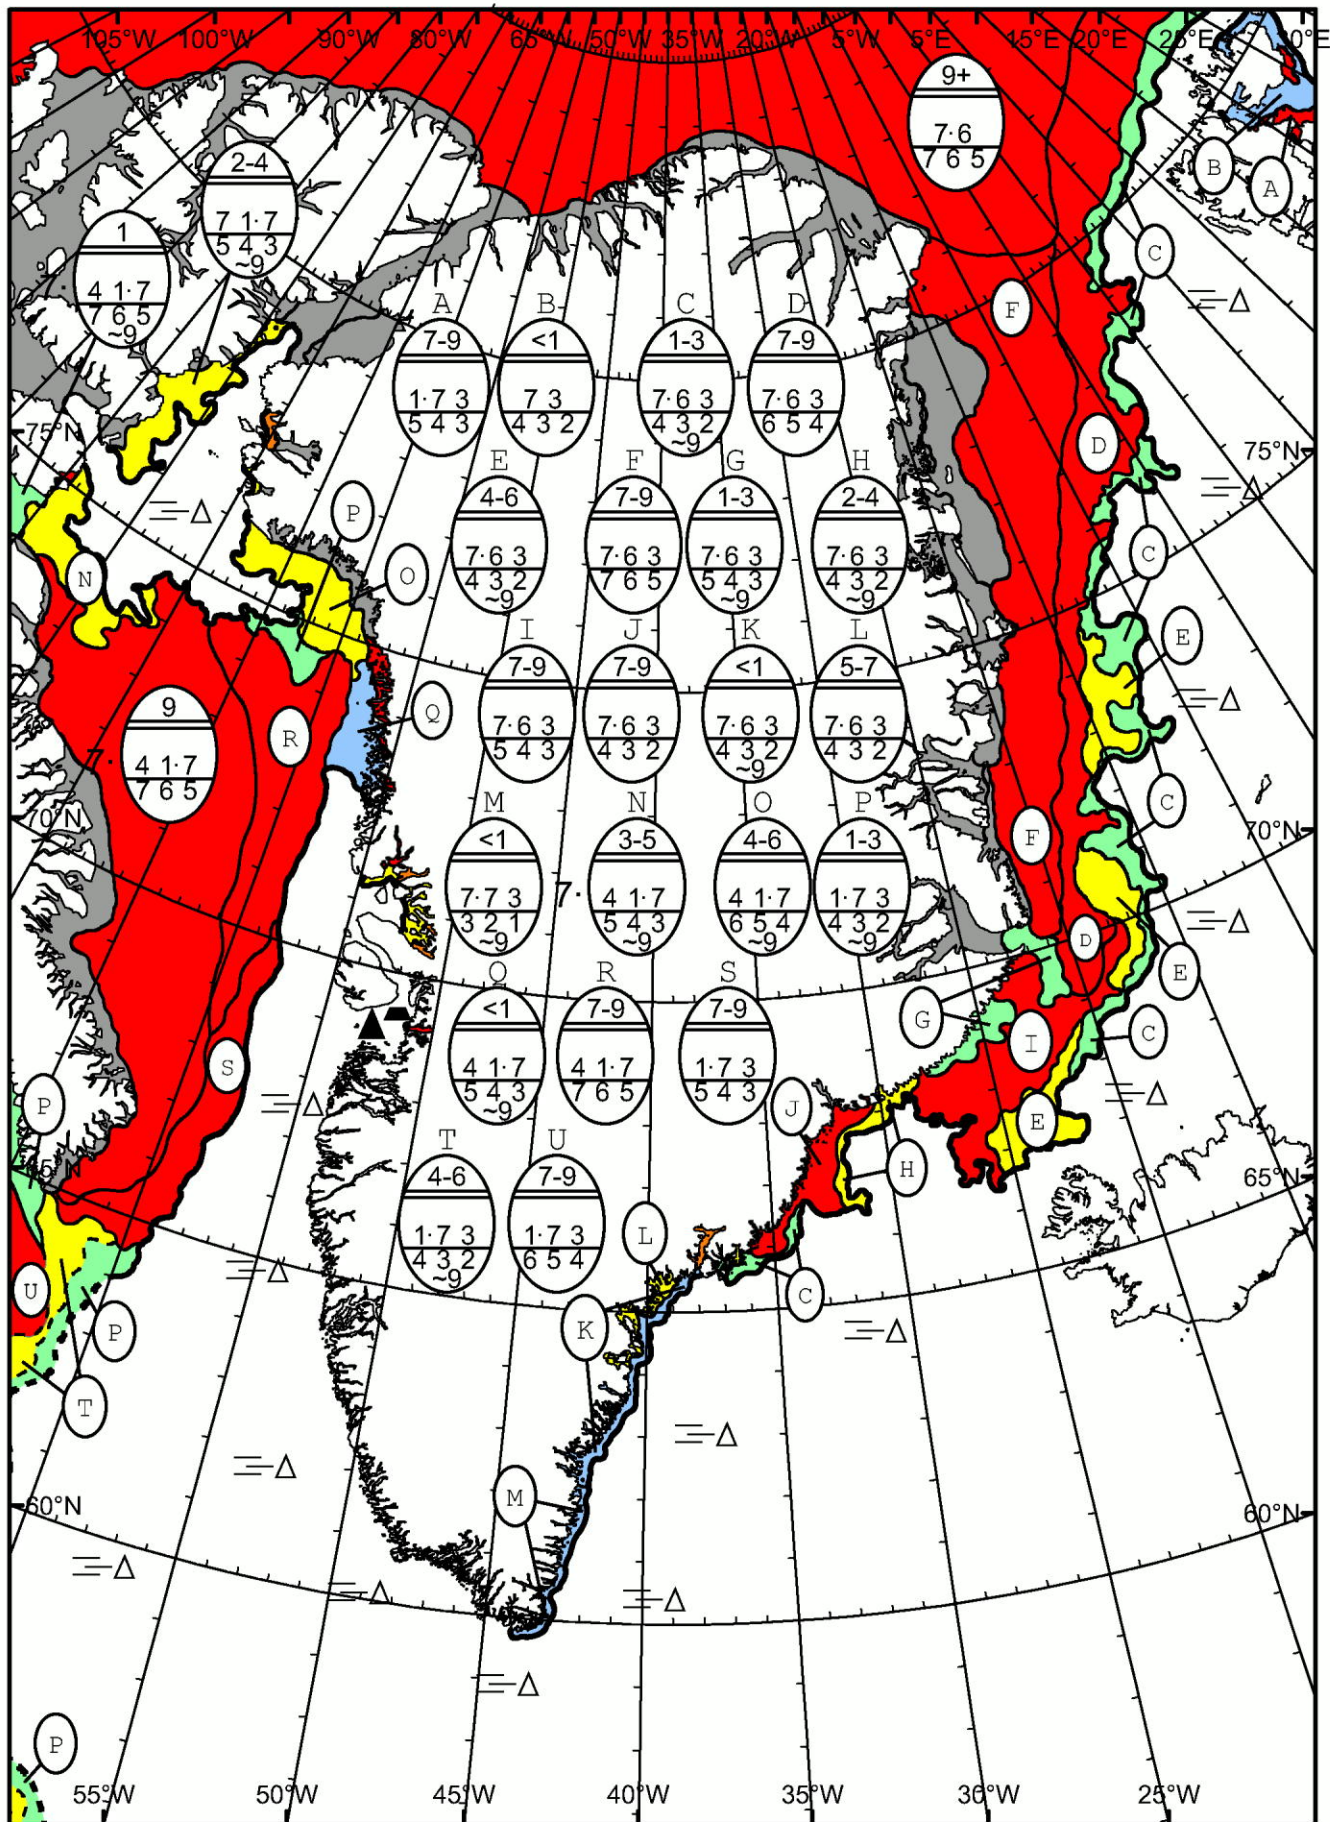 105°W 100°W 90°W 80°W 65°W 50°W 35°W 20°W 5°W 5°E 15°E 20°E 25°E 30°E
9+
7·6
7 6 5
B
A
2-4
7 1·7
5 4 3
~9
1
4 1·7
7 6 5
~9
C
F
A B C D
7-9 <1 1-3 7-9
1·7 3 7 3 7·6 3 7·6 3
5 4 3 4 3 2 4 3 2 6 5 4
~9
75°N
D
75°N
E F G H
4-6 7-9 1-3 2-4
7·6 3 7·6 3 7·6 3 7·6 3
4 3 2 7 6 5 5 4 3 4 3 2
~9 ~9 ~9
P
O
N
C
E
I J K L
7-9 7-9 <1 5-7
7·6 3 7·6 3 7·6 3 7·6 3
5 4 3 4 3 2 4 3 2 4 3 2
~9
9
7·
4 1·7
7 6 5
R
Q
C
70°N
70°N
F
M N O P
<1 3-5 4-6 1-3
7·7 3 7· 4 1·7 4 1·7 1·7 3
3 2 1 5 4 3 6 5 4 4 3 2
~9 ~9 ~9 ~9
D
E
Q R S
<1 7-9 7-9
4 1·7 4 1·7 1·7 3
5 4 3 7 6 5 5 4 3
~9
G
I
C
S
P
J
E
H
65°N
65°N
T U
4-6 7-9
1·7 3 1·7 3
4 3 2 6 5 4
~9
L
U
P
K
C
T
M
60°N
60°N
P
55°W 50°W 45°W 40°W 35°W 30°W 25°W